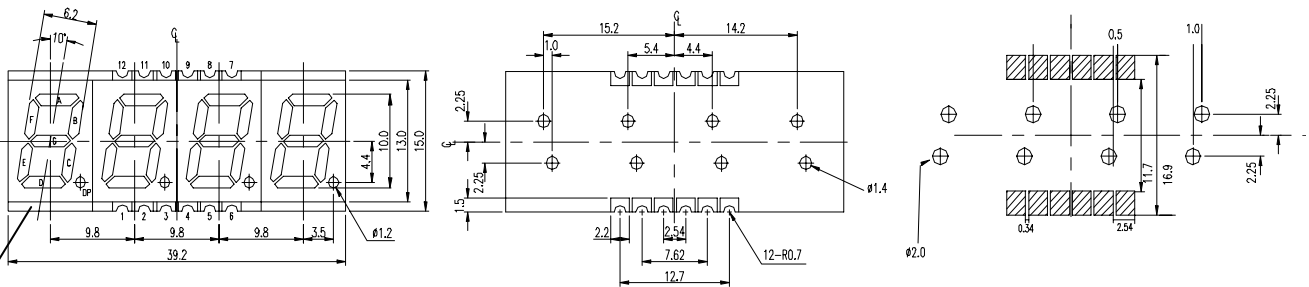 6.2
10°
℄
12 11 10 9 8 7
A
F B
G
E C
D
DP
1 2 3 4 5 6
4.4
10.0
13.0
15.0
9.8 9.8 9.8 3.5
ø1.2
39.2
℄
15.2 14.2
1.0
5.4 4.4
2.25
℄
2.25
1.5
ø1.4
2.2 2.54
7.62
12.7
12-R0.7
0.5
1.0
2.25
2.25
11.7
16.9
ø2.0
0.34
2.54